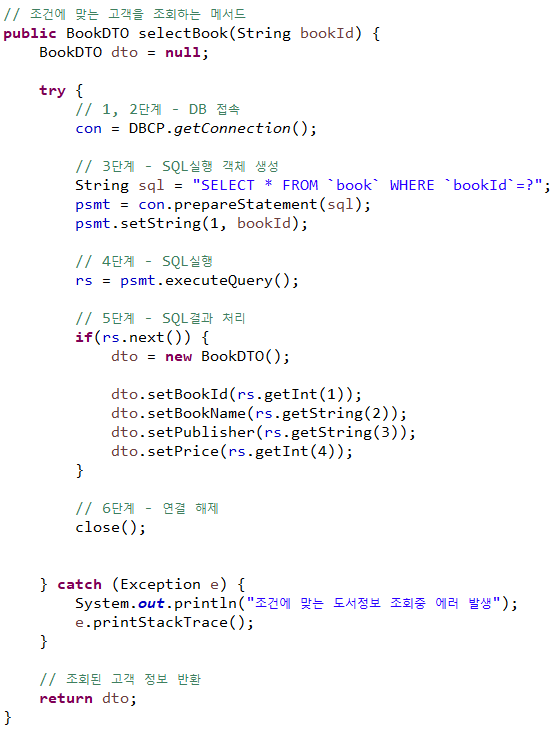 // 조건에 맞는 고객을 조회하는 메서드
public BookDTO selectBook(String bookId) {
    BookDTO dto = null;

    try {
        // 1, 2단계 - DB 접속
        con = DBCP.getConnection();

        // 3단계 - SQL실행 객체 생성
        String sql = "SELECT * FROM `book` WHERE `bookId`=?";
        psmt = con.prepareStatement(sql);
        psmt.setString(1, bookId);

        // 4단계 - SQL실행
        rs = psmt.executeQuery();

        // 5단계 - SQL결과 처리
        if(rs.next()) {
            dto = new BookDTO();

            dto.setBookId(rs.getInt(1));
            dto.setBookName(rs.getString(2));
            dto.setPublisher(rs.getString(3));
            dto.setPrice(rs.getInt(4));
        }

        // 6단계 - 연결 해제
        close();


    } catch (Exception e) {
        System.out.println("조건에 맞는 도서정보 조회중 에러 발생");
        e.printStackTrace();
    }

    // 조회된 고객 정보 반환
    return dto;
}